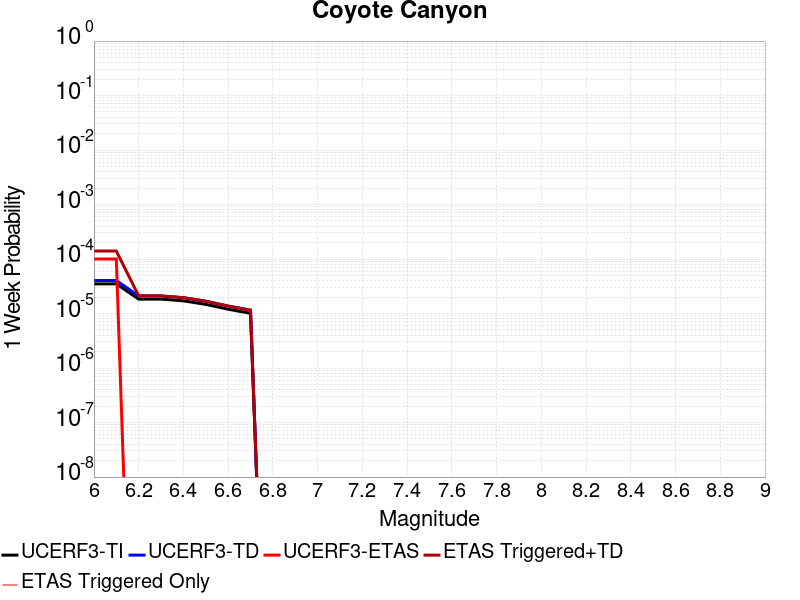 Coyote Canyon
1 Week Probability
10^0
10^-1
10^-2
10^-3
10^-4
10^-5
10^-6
10^-7
10^-8
6 6.2 6.4 6.6 6.8 7 7.2 7.4 7.6 7.8 8 8.2 8.4 8.6 8.8 9
Magnitude
UCERF3-TI UCERF3-TD UCERF3-ETAS ETAS Triggered+TD
ETAS Triggered Only